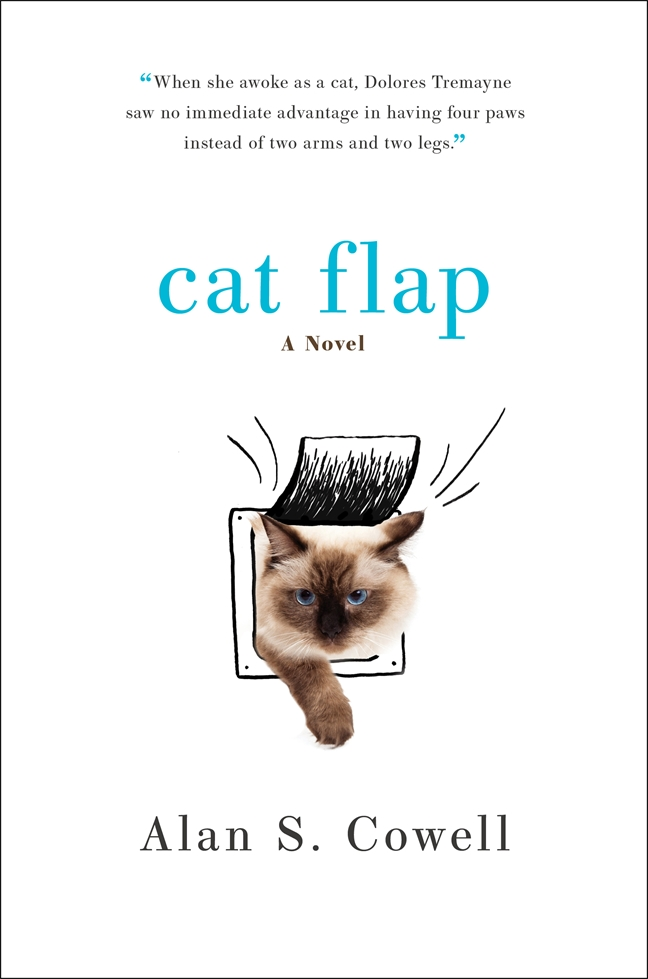 “When she awoke as a cat, Dolores Tremayne
saw no immediate advantage in having four paws
instead of two arms and two legs.”
cat flap
A Novel
Alan S. Cowell